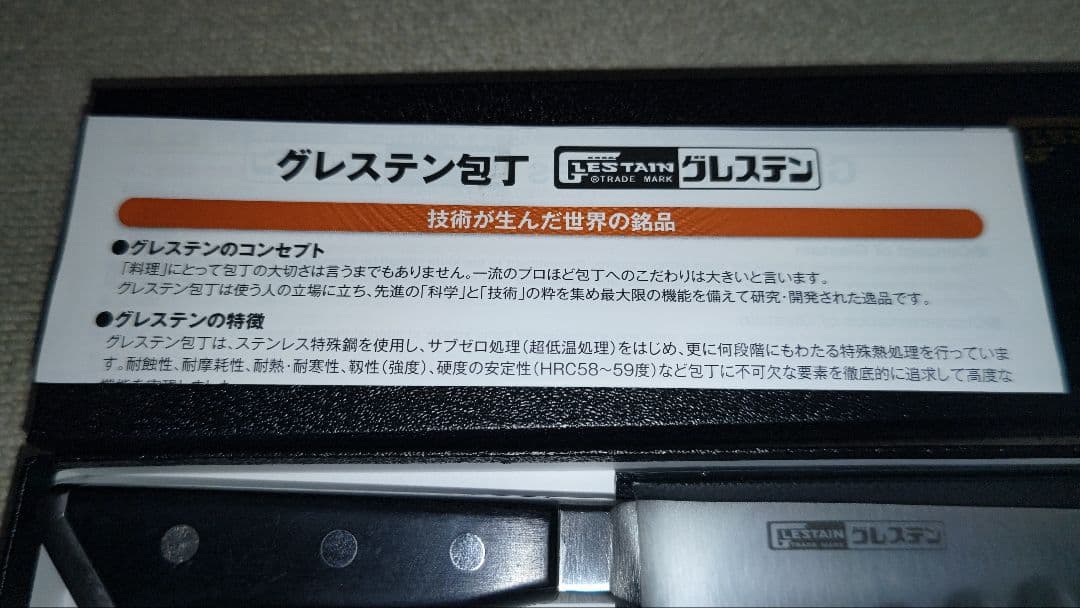 グレステン包丁 GLESTAIN グレステン
®TRADE MARK
技術が生んだ世界の銘品
●グレステンのコンセプト
「料理」にとって包丁の大切さは言うまでもありません。一流のプロほど包丁へのこだわりは大きいと言います。
グレステン包丁は使う人の立場に立ち、先進の「科学」と「技術」の粋を集め最大限の機能を備えて研究・開発された逸品です。
●グレステンの特徴
グレステン包丁は、ステンレス特殊鋼を使用し、サブゼロ処理(超低温処理)をはじめ、更に何段階にもわたる特殊熱処理を行っていま
す。耐蝕性、耐摩耗性、耐熱・耐寒性、靱性(強度)、硬度の安定性(HRC58〜59度)など包丁に不可欠な要素を徹底的に追求して高度な
GLESTAIN グレステン
TRADE MARK